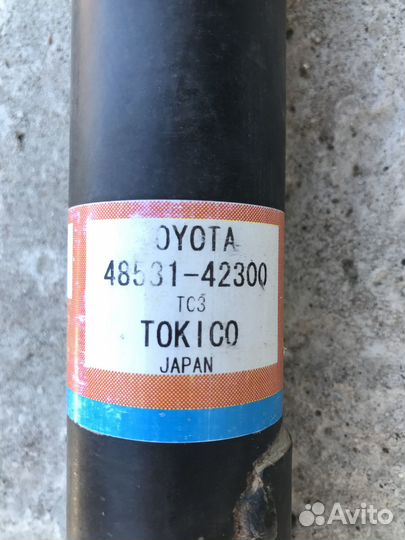 OYOTA
48531-42300
TC3
TOKICO
JAPAN
Avito